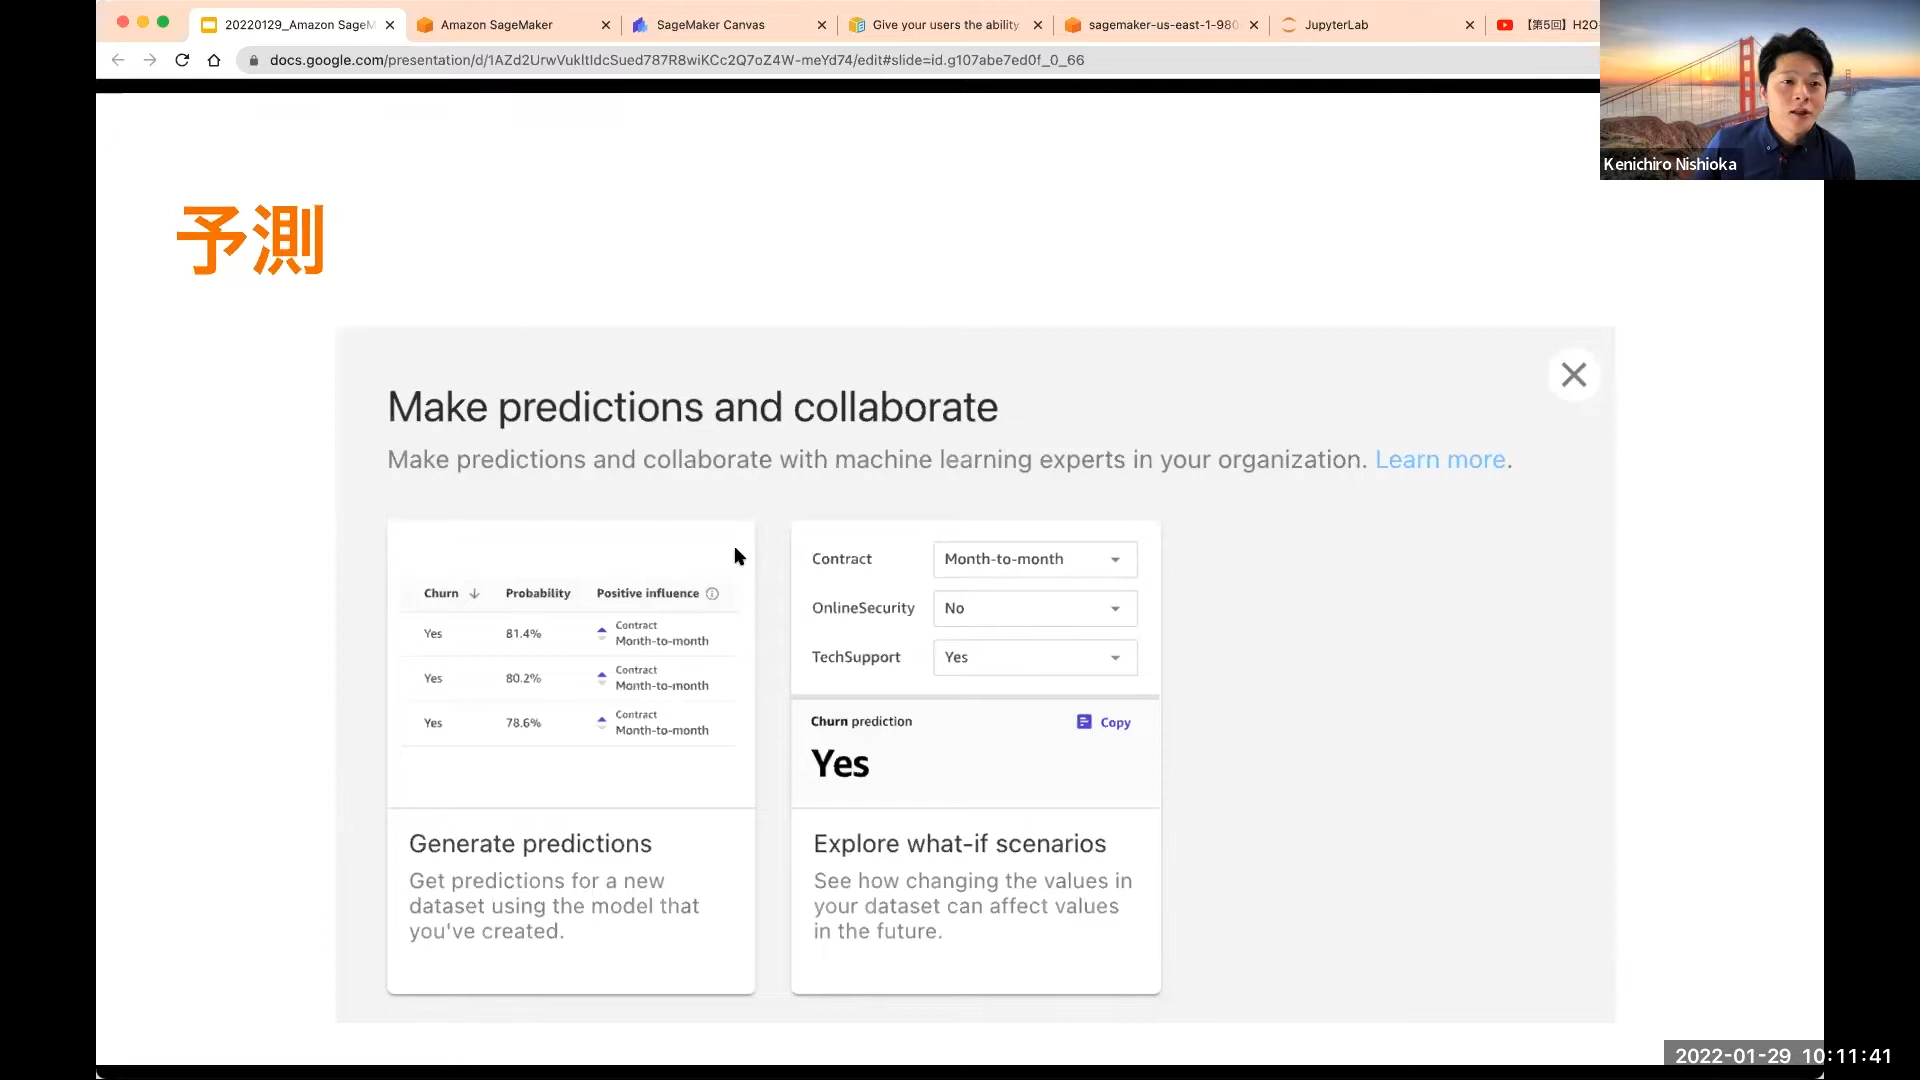 20220129_Amazon SageM
Amazon SageMaker
SageMaker Canvas
Give your users the ability
sagemaker-us-east-1-980
JupyterLab
【第5回】H2O
docs.google.com/presentation/d/1AZd2UrwVukltIdcSued787R8wiKCc2Q7oZ4W-meYd74/edit#slide=id.g107abe7ed0f_0_66
Kenichiro Nishioka
予測
Make predictions and collaborate
Make predictions and collaborate with machine learning experts in your organization. Learn more.
Churn Probability Positive influence
Yes 81.4% Contract
Month-to-month
Yes 80.2% Contract
Month-to-month
Yes 78.6% Contract
Month-to-month
Generate predictions
Get predictions for a new
dataset using the model that
you've created.
Contract Month-to-month
OnlineSecurity No
TechSupport Yes
Churn prediction Copy
Yes
Explore what-if scenarios
See how changing the values in
your dataset can affect values
in the future.
2022-01-29 10:11:41